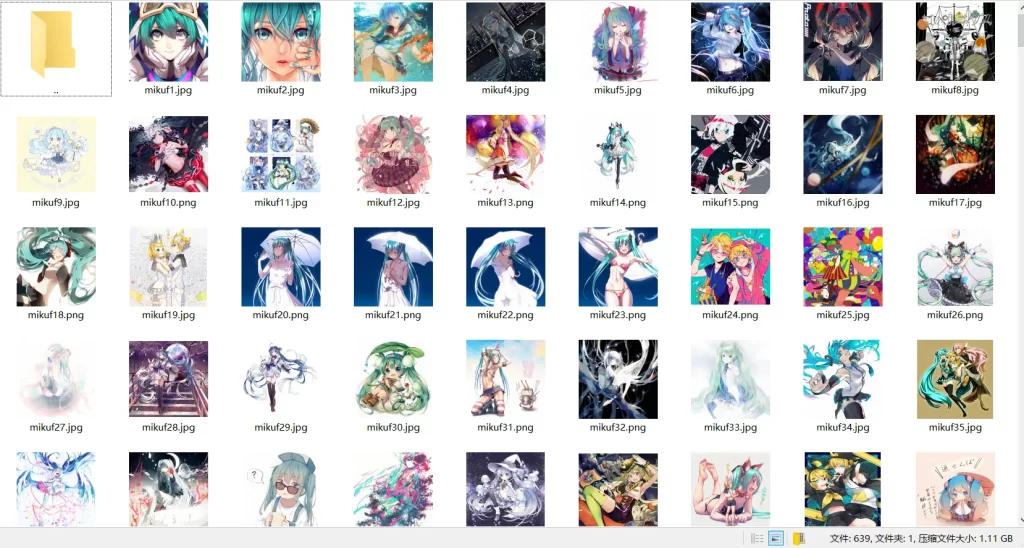 ..
mikuf1.jpg
mikuf2.jpg
mikuf3.jpg
mikuf4.jpg
mikuf5.jpg
mikuf6.jpg
mikuf7.jpg
mikuf8.jpg
mikuf9.jpg
mikuf10.png
mikuf11.jpg
mikuf12.jpg
mikuf13.png
mikuf14.png
mikuf15.png
mikuf16.jpg
mikuf17.jpg
mikuf18.png
mikuf19.jpg
mikuf20.png
mikuf21.png
mikuf22.png
mikuf23.png
mikuf24.png
mikuf25.jpg
mikuf26.png
mikuf27.jpg
mikuf28.jpg
mikuf29.jpg
mikuf30.jpg
mikuf31.png
mikuf32.png
mikuf33.jpg
mikuf34.jpg
mikuf35.jpg
?
文件: 639, 文件夹: 1, 压缩文件大小: 1.11 GB